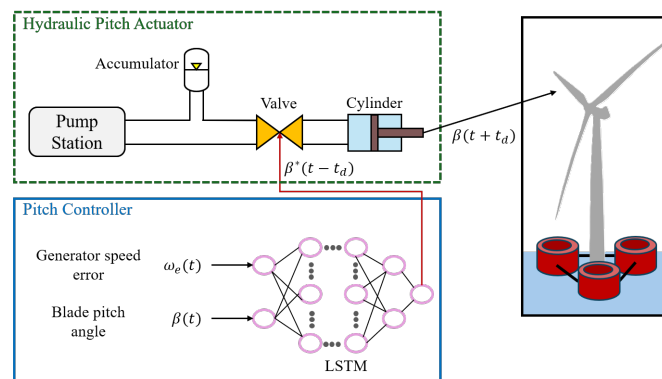 Hydraulic Pitch Actuator
Accumulator
Valve
Cylinder
Pump
Station
β(t + t_d)
β*(t − t_d)
Pitch Controller
Generator speed
error
ω_e(t)
Blade pitch
angle
β(t)
LSTM